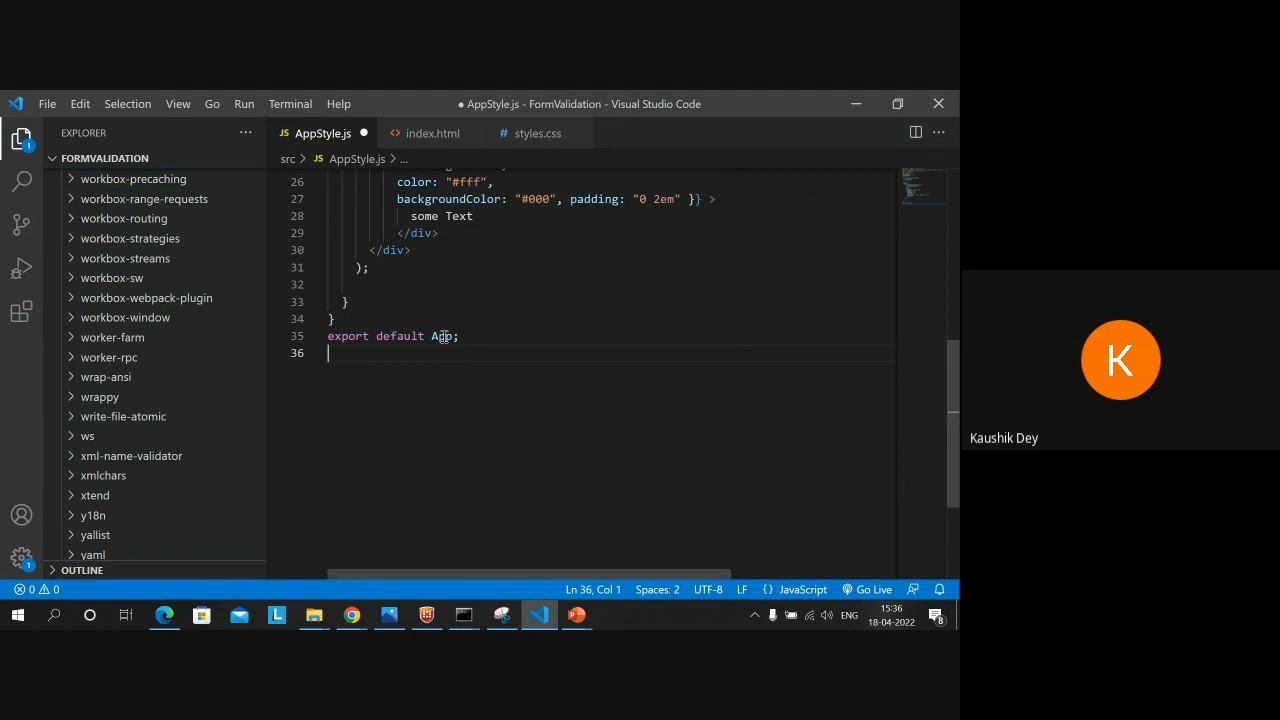 File Edit Selection View Go Run Terminal Help
● AppStyle.js - FormValidation - Visual Studio Code
1
EXPLORER
···
JS AppStyle.js ●
<> index.html
# styles.css
···
FORMVALIDATION
src > JS AppStyle.js > ...
workbox-precaching
workbox-range-requests
workbox-routing
workbox-strategies
workbox-streams
workbox-sw
workbox-webpack-plugin
workbox-window
worker-farm
worker-rpc
wrap-ansi
wrappy
write-file-atomic
ws
xml-name-validator
xmlchars
xtend
y18n
yallist
yaml
OUTLINE
26 color: "#fff",
27 backgroundColor: "#000", padding: "0 2em" }} >
28 some Text
29 </div>
30 </div>
31 );
32
33 }
34 }
35 export default App;
36
1
0 0 Ln 36, Col 1 Spaces: 2 UTF-8 LF {} JavaScript Go Live
L
P
ENG
15:36
18-04-2022
8
K
Kaushik Dey